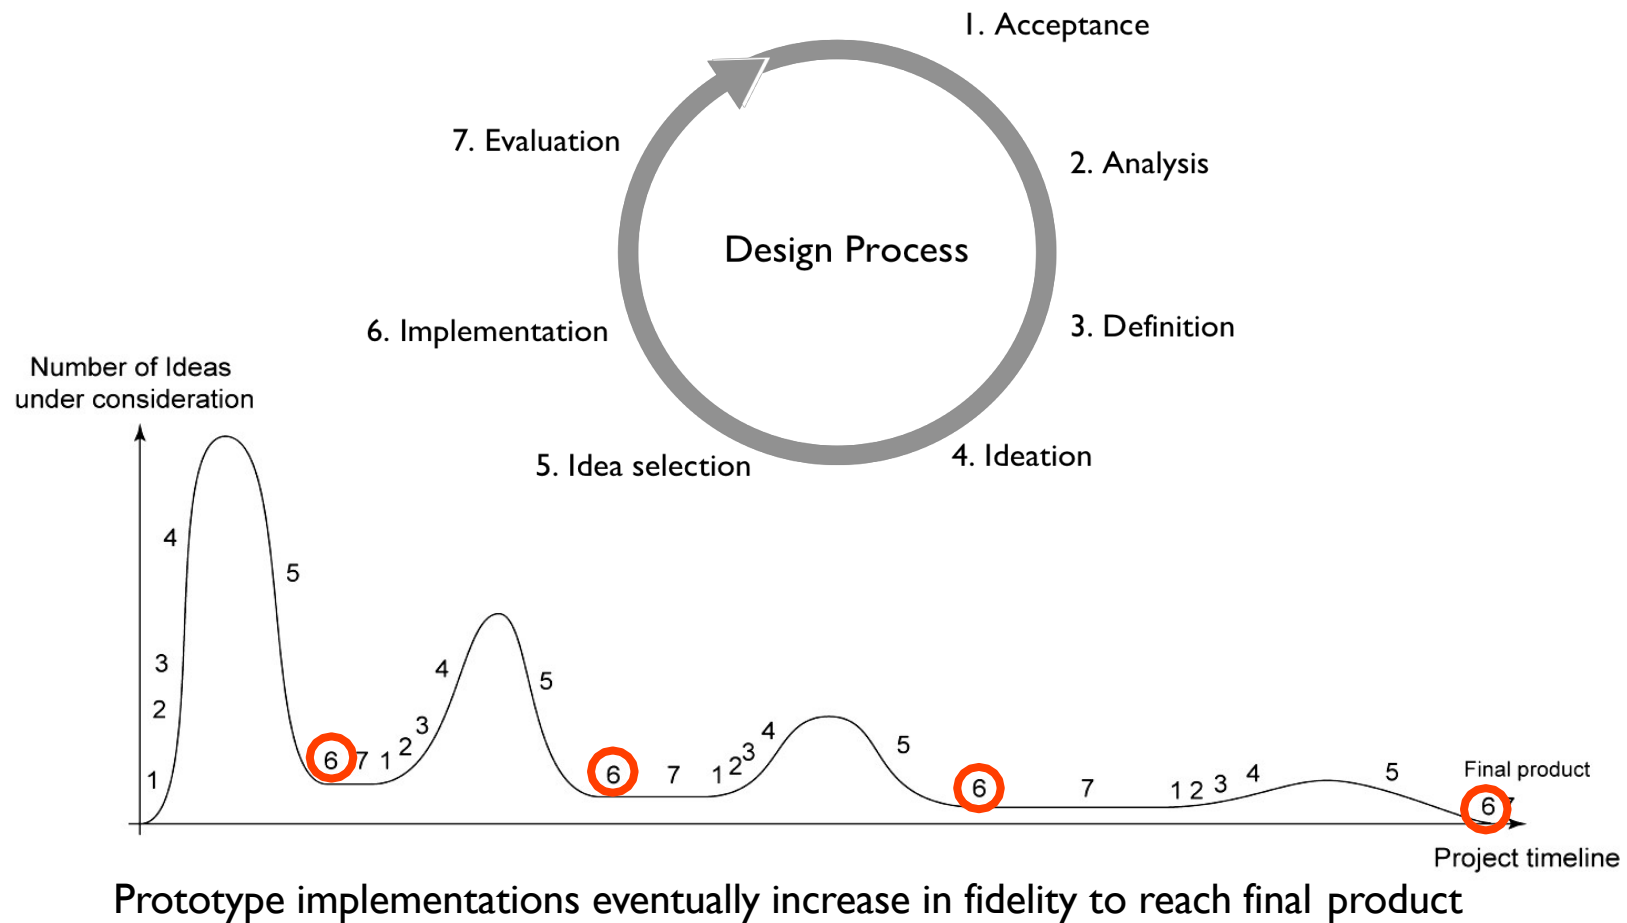 1. Acceptance
7. Evaluation
2. Analysis
Design Process
6. Implementation
3. Definition
5. Idea selection
4. Ideation
Number of Ideas
under consideration
4
5
3
2
1
6
7
1
2
3
4
5
6
7
1
2
3
4
5
6
7
1
2
3
4
5
Final product
6
7
Project timeline
Prototype implementations eventually increase in fidelity to reach final product